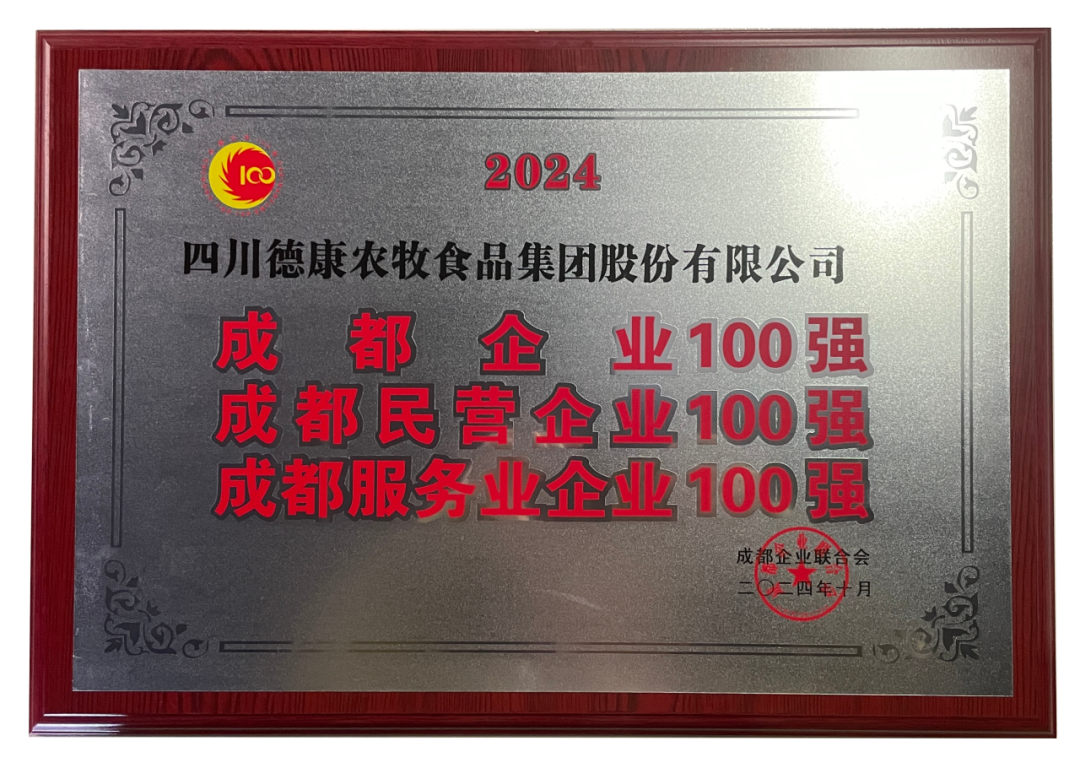 100
2024
四川德康农牧食品集团股份有限公司
成都企业100强
成都民营企业100强
成都服务业企业100强
成都企业联合会
二〇二四年十月